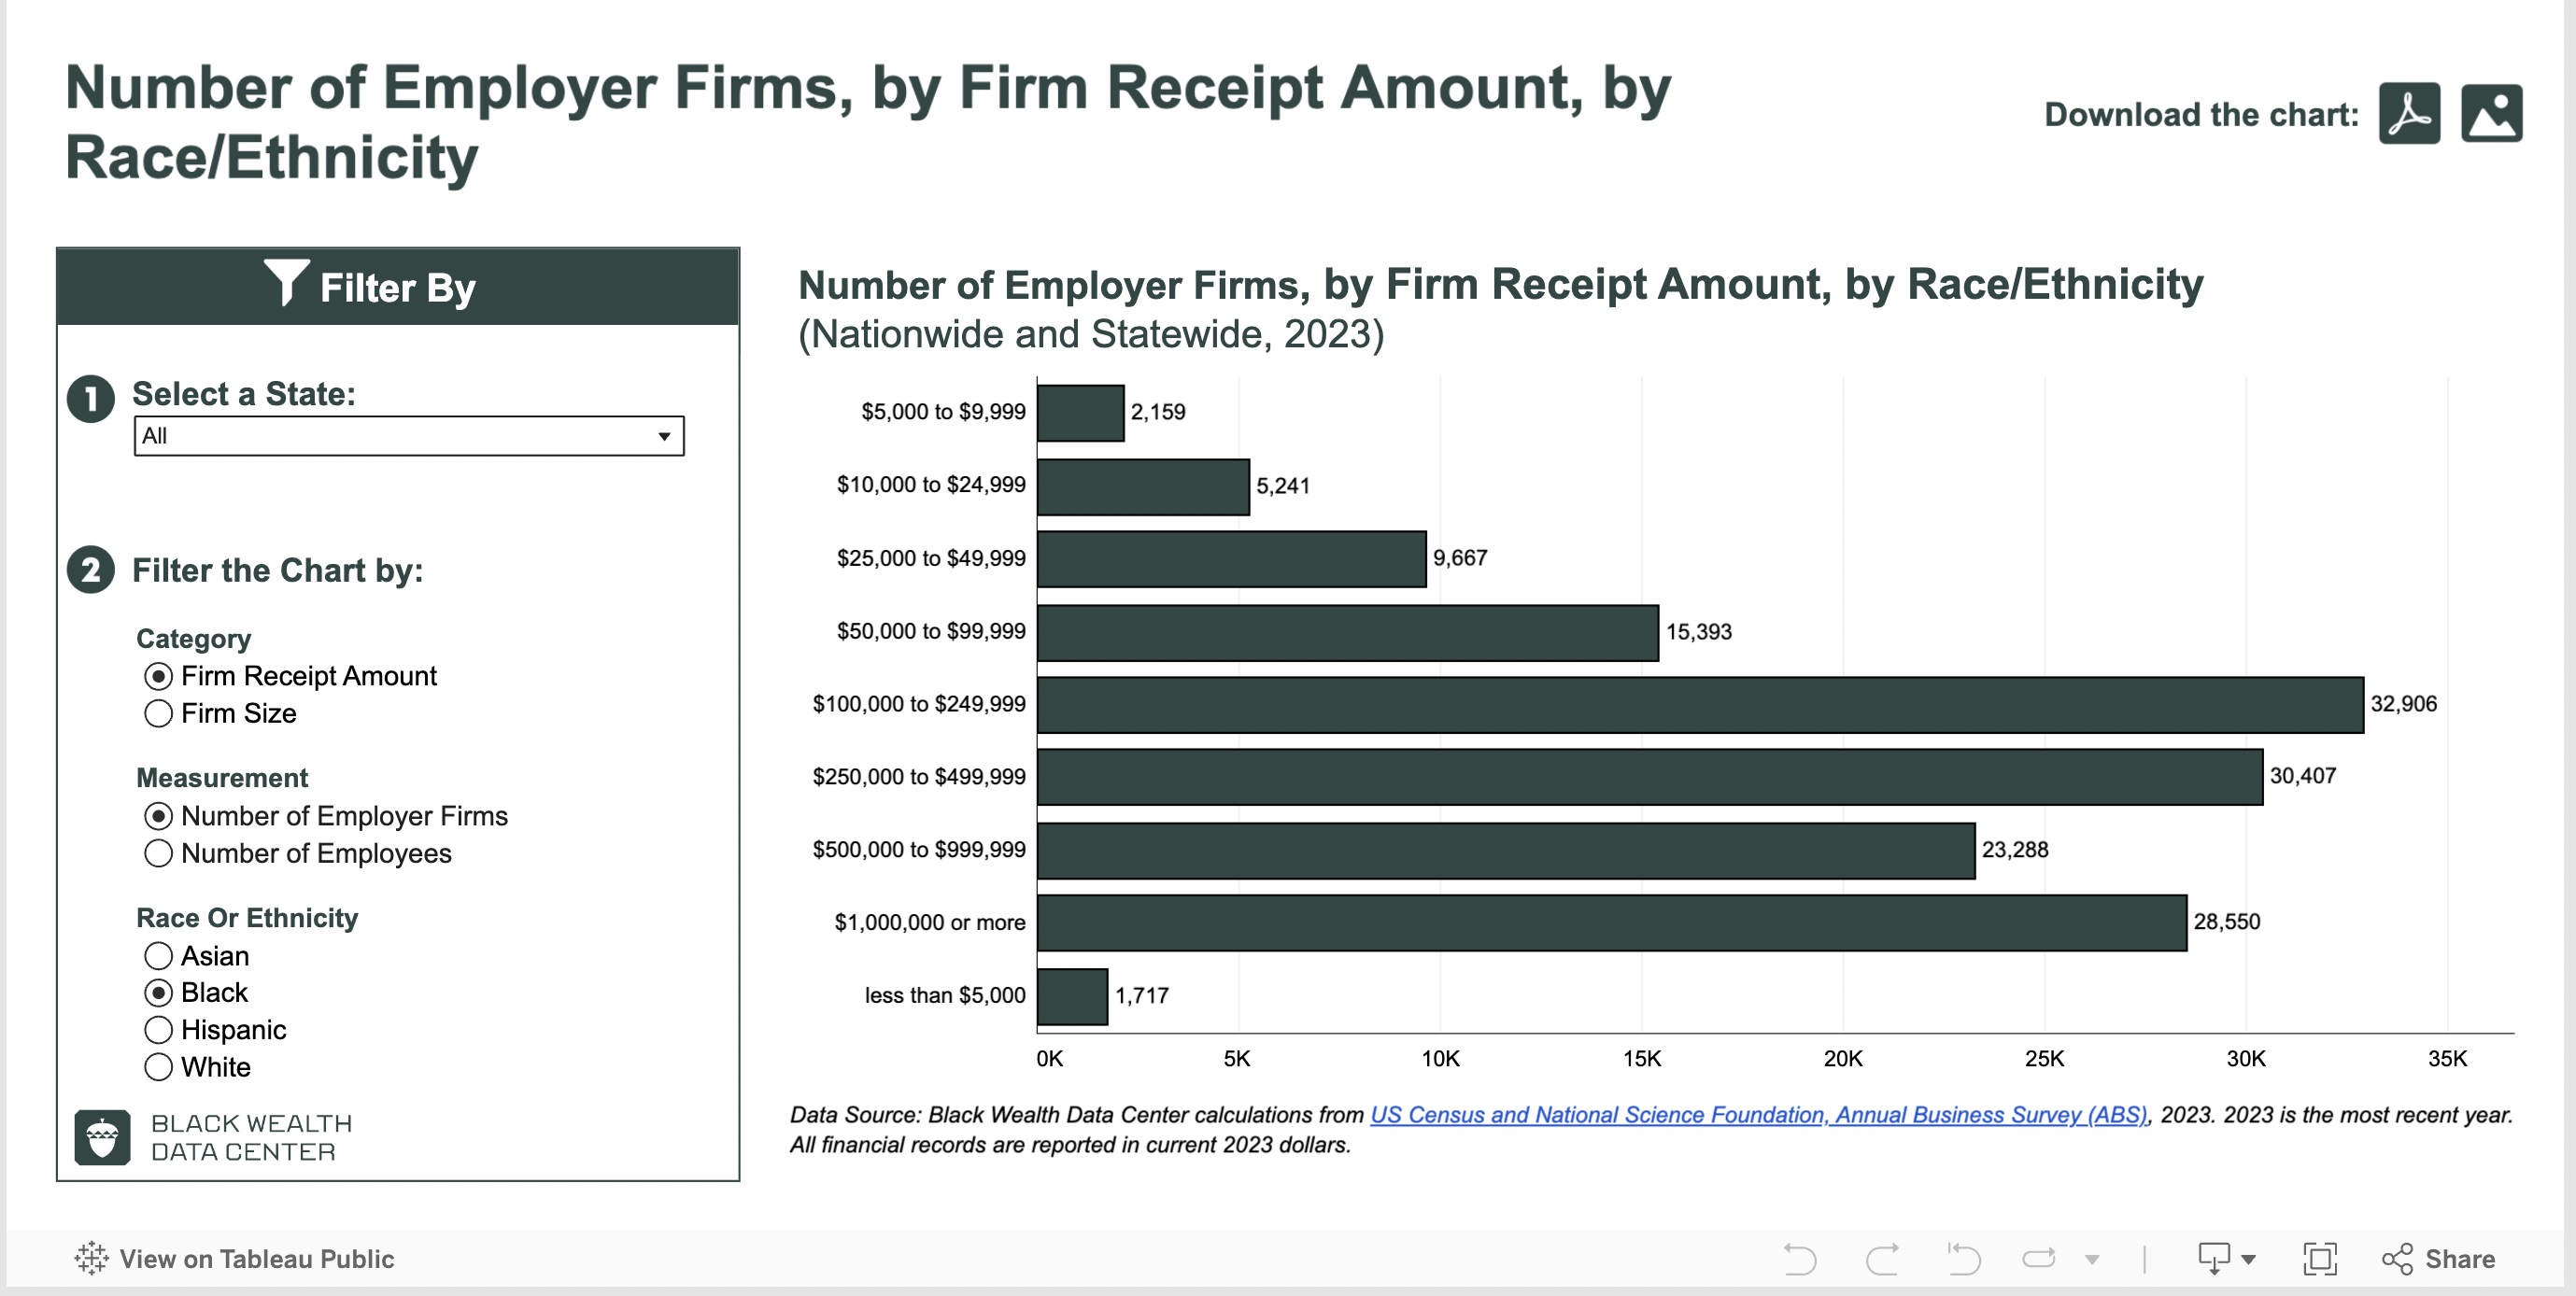 Number of Employer Firms, by Firm Receipt Amount, by
Race/Ethnicity
Download the chart:
Filter By
1 Select a State:
All
2 Filter the Chart by:
Category
Firm Receipt Amount
Firm Size
Measurement
Number of Employer Firms
Number of Employees
Race Or Ethnicity
Asian
Black
Hispanic
White
BLACK WEALTH
DATA CENTER
Number of Employer Firms, by Firm Receipt Amount, by Race/Ethnicity
(Nationwide and Statewide, 2023)
$5,000 to $9,999 2,159
$10,000 to $24,999 5,241
$25,000 to $49,999 9,667
$50,000 to $99,999 15,393
$100,000 to $249,999 32,906
$250,000 to $499,999 30,407
$500,000 to $999,999 23,288
$1,000,000 or more 28,550
less than $5,000 1,717
0K 5K 10K 15K 20K 25K 30K 35K
Data Source: Black Wealth Data Center calculations from US Census and National Science Foundation, Annual Business Survey (ABS), 2023. 2023 is the most recent year.
All financial records are reported in current 2023 dollars.
View on Tableau Public
Share